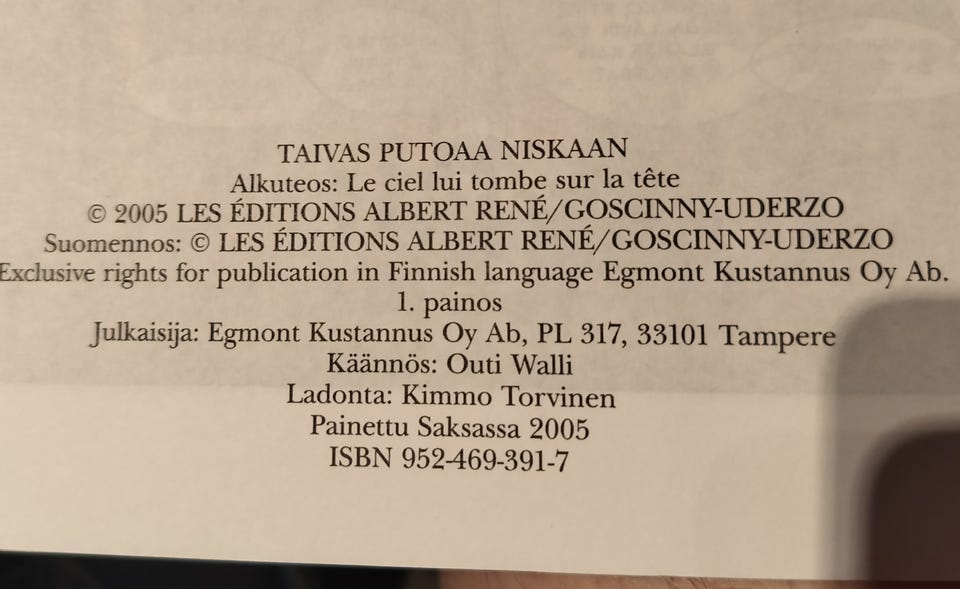 TAIVAS PUTOAA NISKAAN
Alkuteos: Le ciel lui tombe sur la tête
© 2005 LES ÉDITIONS ALBERT RENÉ/GOSCINNY-UDERZO
Suomennos: © LES ÉDITIONS ALBERT RENÉ/GOSCINNY-UDERZO
Exclusive rights for publication in Finnish language Egmont Kustannus Oy Ab.
1. painos
Julkaisija: Egmont Kustannus Oy Ab, PL 317, 33101 Tampere
Käännös: Outi Walli
Ladonta: Kimmo Torvinen
Painettu Saksassa 2005
ISBN 952-469-391-7